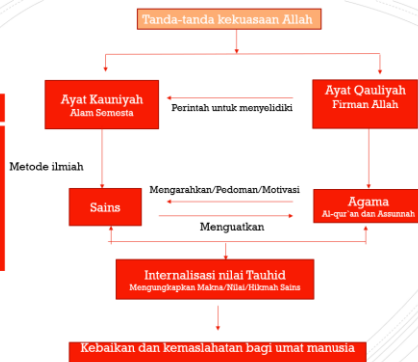 Tanda-tanda kekuasaan Allah
Ayat Kauniyah
Alam Semesta
Perintah untuk menyelidiki
Ayat Qauliyah
Firman Allah
Metode ilmiah
Sains
Mengarahkan/Pedoman/Motivasi
Menguatkan
Agama
Al-qur'an dan Assunnah
Internalisasi nilai Tauhid
Mengungkapkan Makna/Nilai/Hikmah Sains
Kebaikan dan kemaslahatan bagi umat manusia